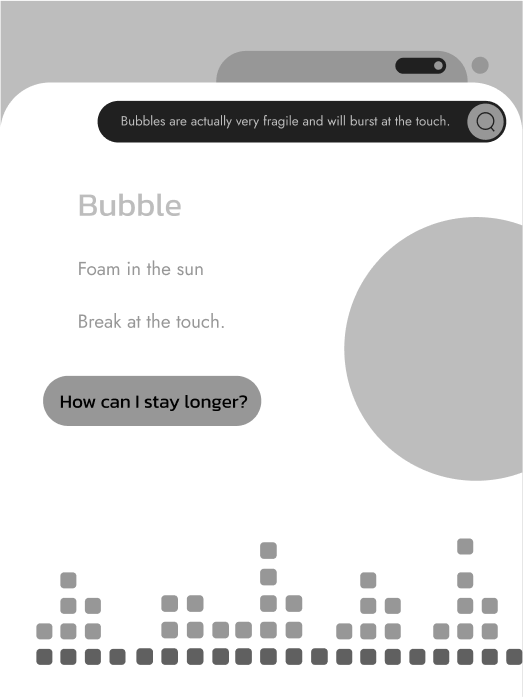 Bubbles are actually very fragile and will burst at the touch.
Bubble
Foam in the sun
Break at the touch.
How can I stay longer?